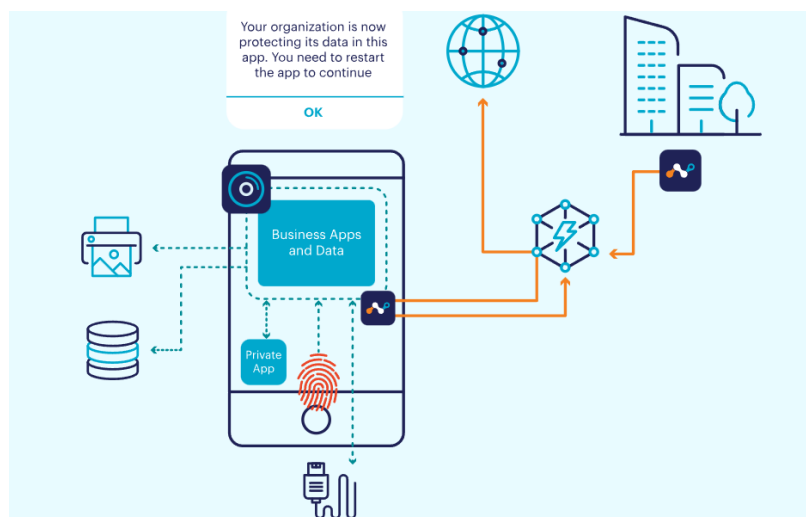 Your organization is now
protecting its data in this
app. You need to restart
the app to continue
OK
Business Apps
and Data
Private
App